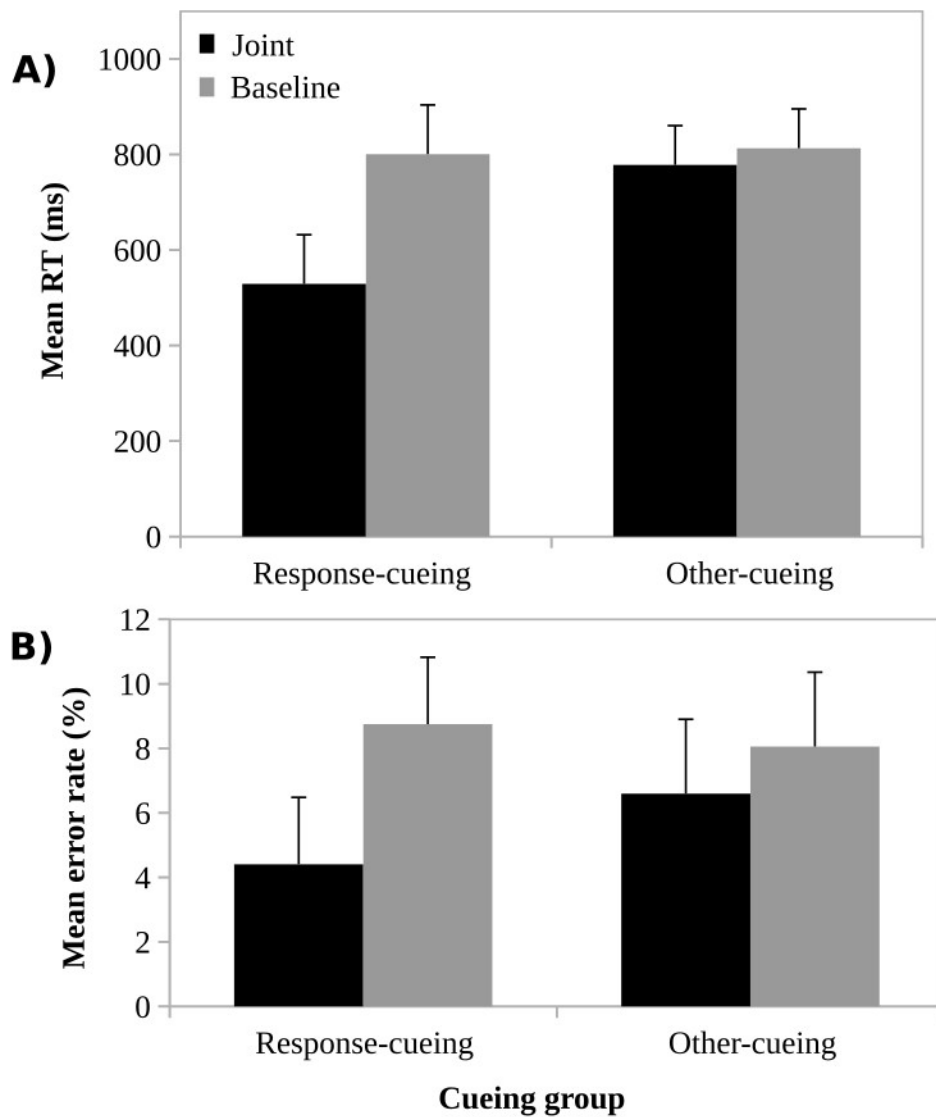 A)
Joint
Baseline
1000
800
600
400
200
0
Mean RT (ms)
Response-cueing Other-cueing
B)
12
10
8
6
4
2
0
Mean error rate (%)
Response-cueing Other-cueing
Cueing group